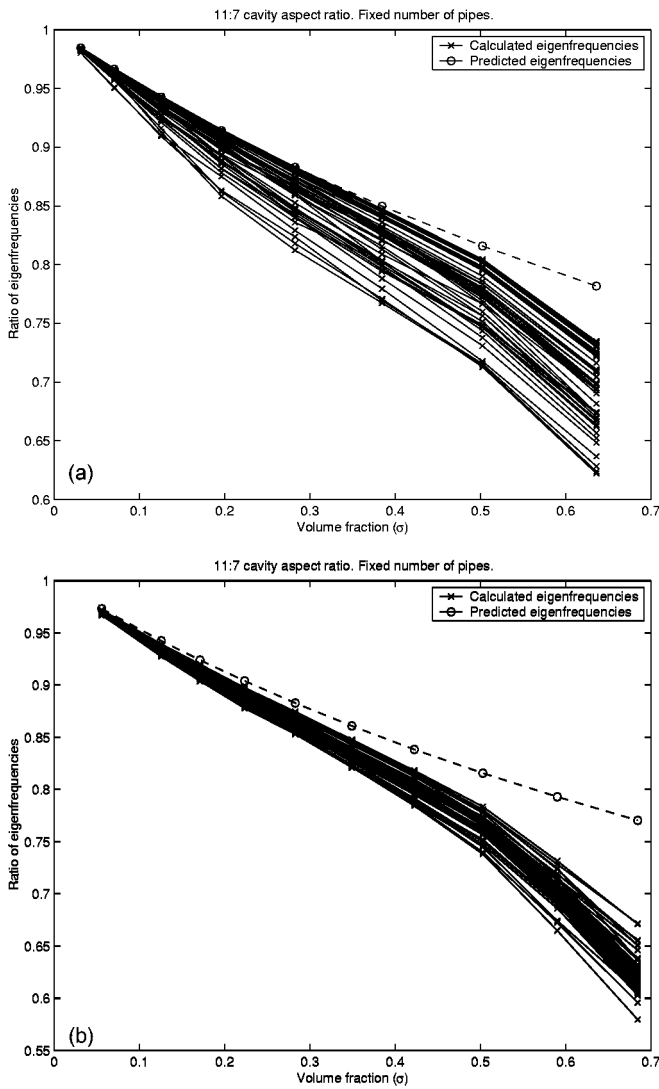 11:7 cavity aspect ratio. Fixed number of pipes.
1
Calculated eigenfrequencies
Predicted eigenfrequencies
0.95
0.9
0.85
0.8
0.75
0.7
0.65
0.6
Ratio of eigenfrequencies
(a)
0 0.1 0.2 0.3 0.4 0.5 0.6 0.7
Volume fraction (σ)
11:7 cavity aspect ratio. Fixed number of pipes.
1
Calculated eigenfrequencies
Predicted eigenfrequencies
0.95
0.9
0.85
0.8
0.75
0.7
0.65
0.6
0.55
Ratio of eigenfrequencies
(b)
0 0.1 0.2 0.3 0.4 0.5 0.6 0.7
Volume fraction (σ)